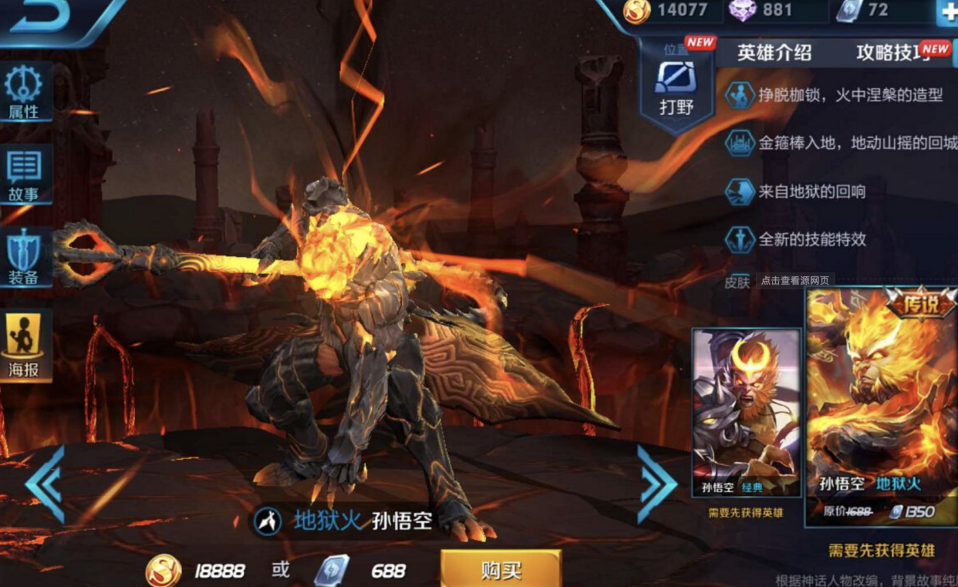 14077
881
72
位置
NEW
打野
英雄介绍
攻略技巧
NEW
属性
故事
装备
海报
挣脱枷锁，火中涅槃的造型
金箍棒入地，地动山摇的回城
来自地狱的回响
全新的技能特效
皮肤
点击查看源网页
传说
孙悟空 经典
需要先获得英雄
孙悟空 地狱火
原价1688 1350
需要先获得英雄
地狱火 孙悟空
18888 或 688
购买
根据神话人物改编，背景故事纯